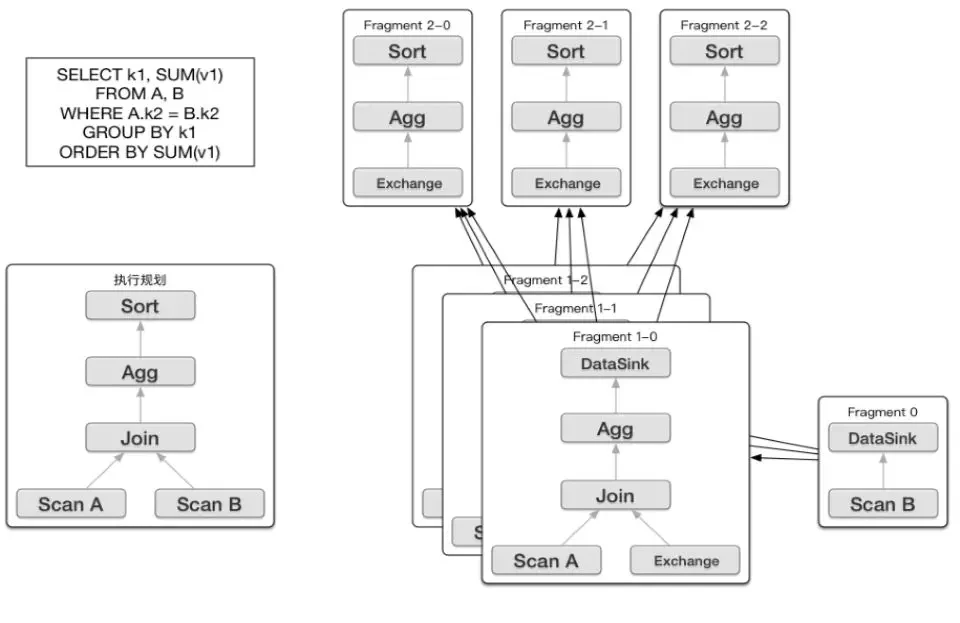 SELECT k1, SUM(v1)
FROM A, B
WHERE A.k2 = B.k2
GROUP BY k1
ORDER BY SUM(v1)
执行规划
Sort
Agg
Join
Scan A
Scan B
Fragment 2-0
Sort
Agg
Exchange
Fragment 2-1
Sort
Agg
Exchange
Fragment 2-2
Sort
Agg
Exchange
Fragment 1-2
Fragment 1-1
Fragment 1-0
DataSink
Agg
Join
Scan A
Exchange
Fragment 0
DataSink
Scan B